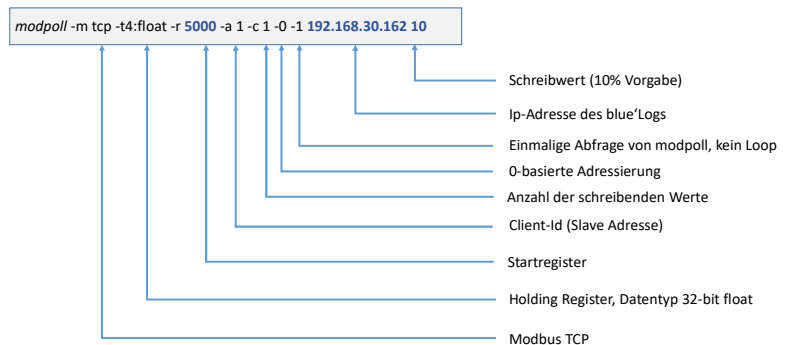 modpoll -m tcp -t4:float -r 5000 -a 1 -c 1 -0 -1 192.168.30.162 10
Schreibwert (10% Vorgabe)
Ip-Adresse des blue‘Logs
Einmalige Abfrage von modpoll, kein Loop
0-basierte Adressierung
Anzahl der schreibenden Werte
Client-Id (Slave Adresse)
Startregister
Holding Register, Datentyp 32-bit float
Modbus TCP